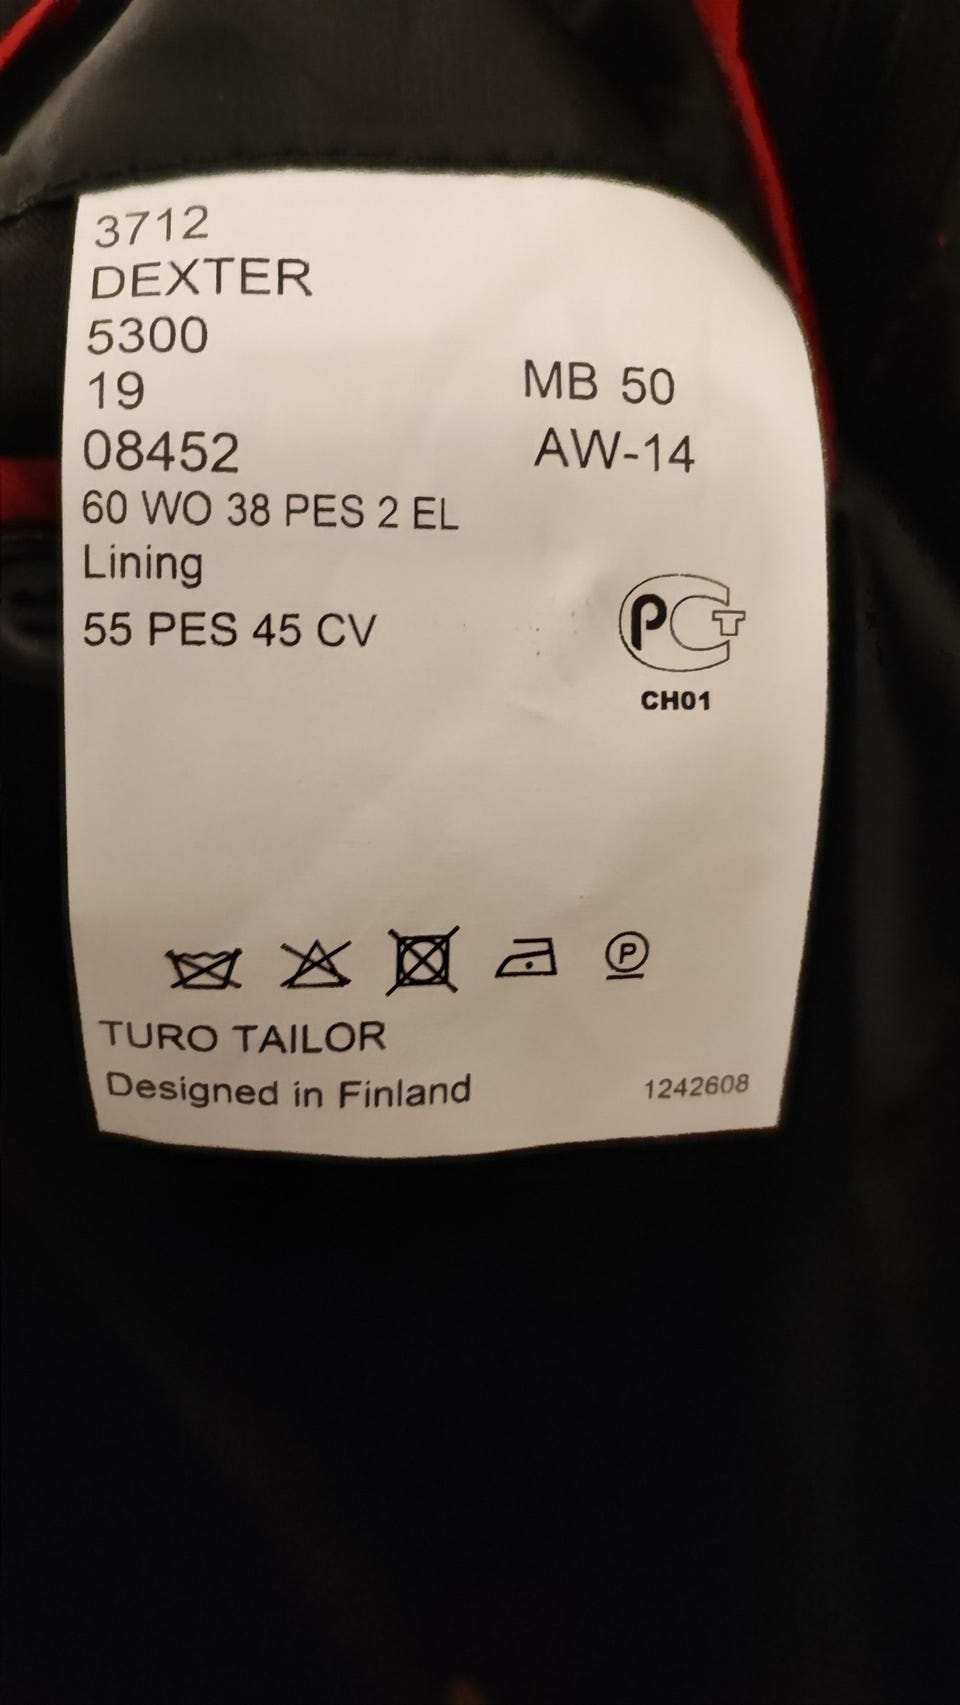 3712
DEXTER
5300
19
MB 50
08452
AW-14
60 WO 38 PES 2 EL
Lining
55 PES 45 CV
РСТ
CH01
P
TURO TAILOR
Designed in Finland
1242608